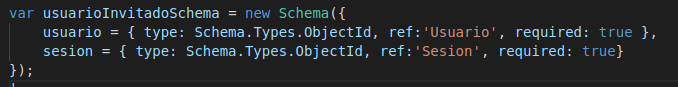 var usuarioInvitadoSchema = new Schema({
    usuario = { type: Schema.Types.ObjectId, ref:'Usuario', required: true },
    sesion = { type: Schema.Types.ObjectId, ref:'Sesion', required: true}
});